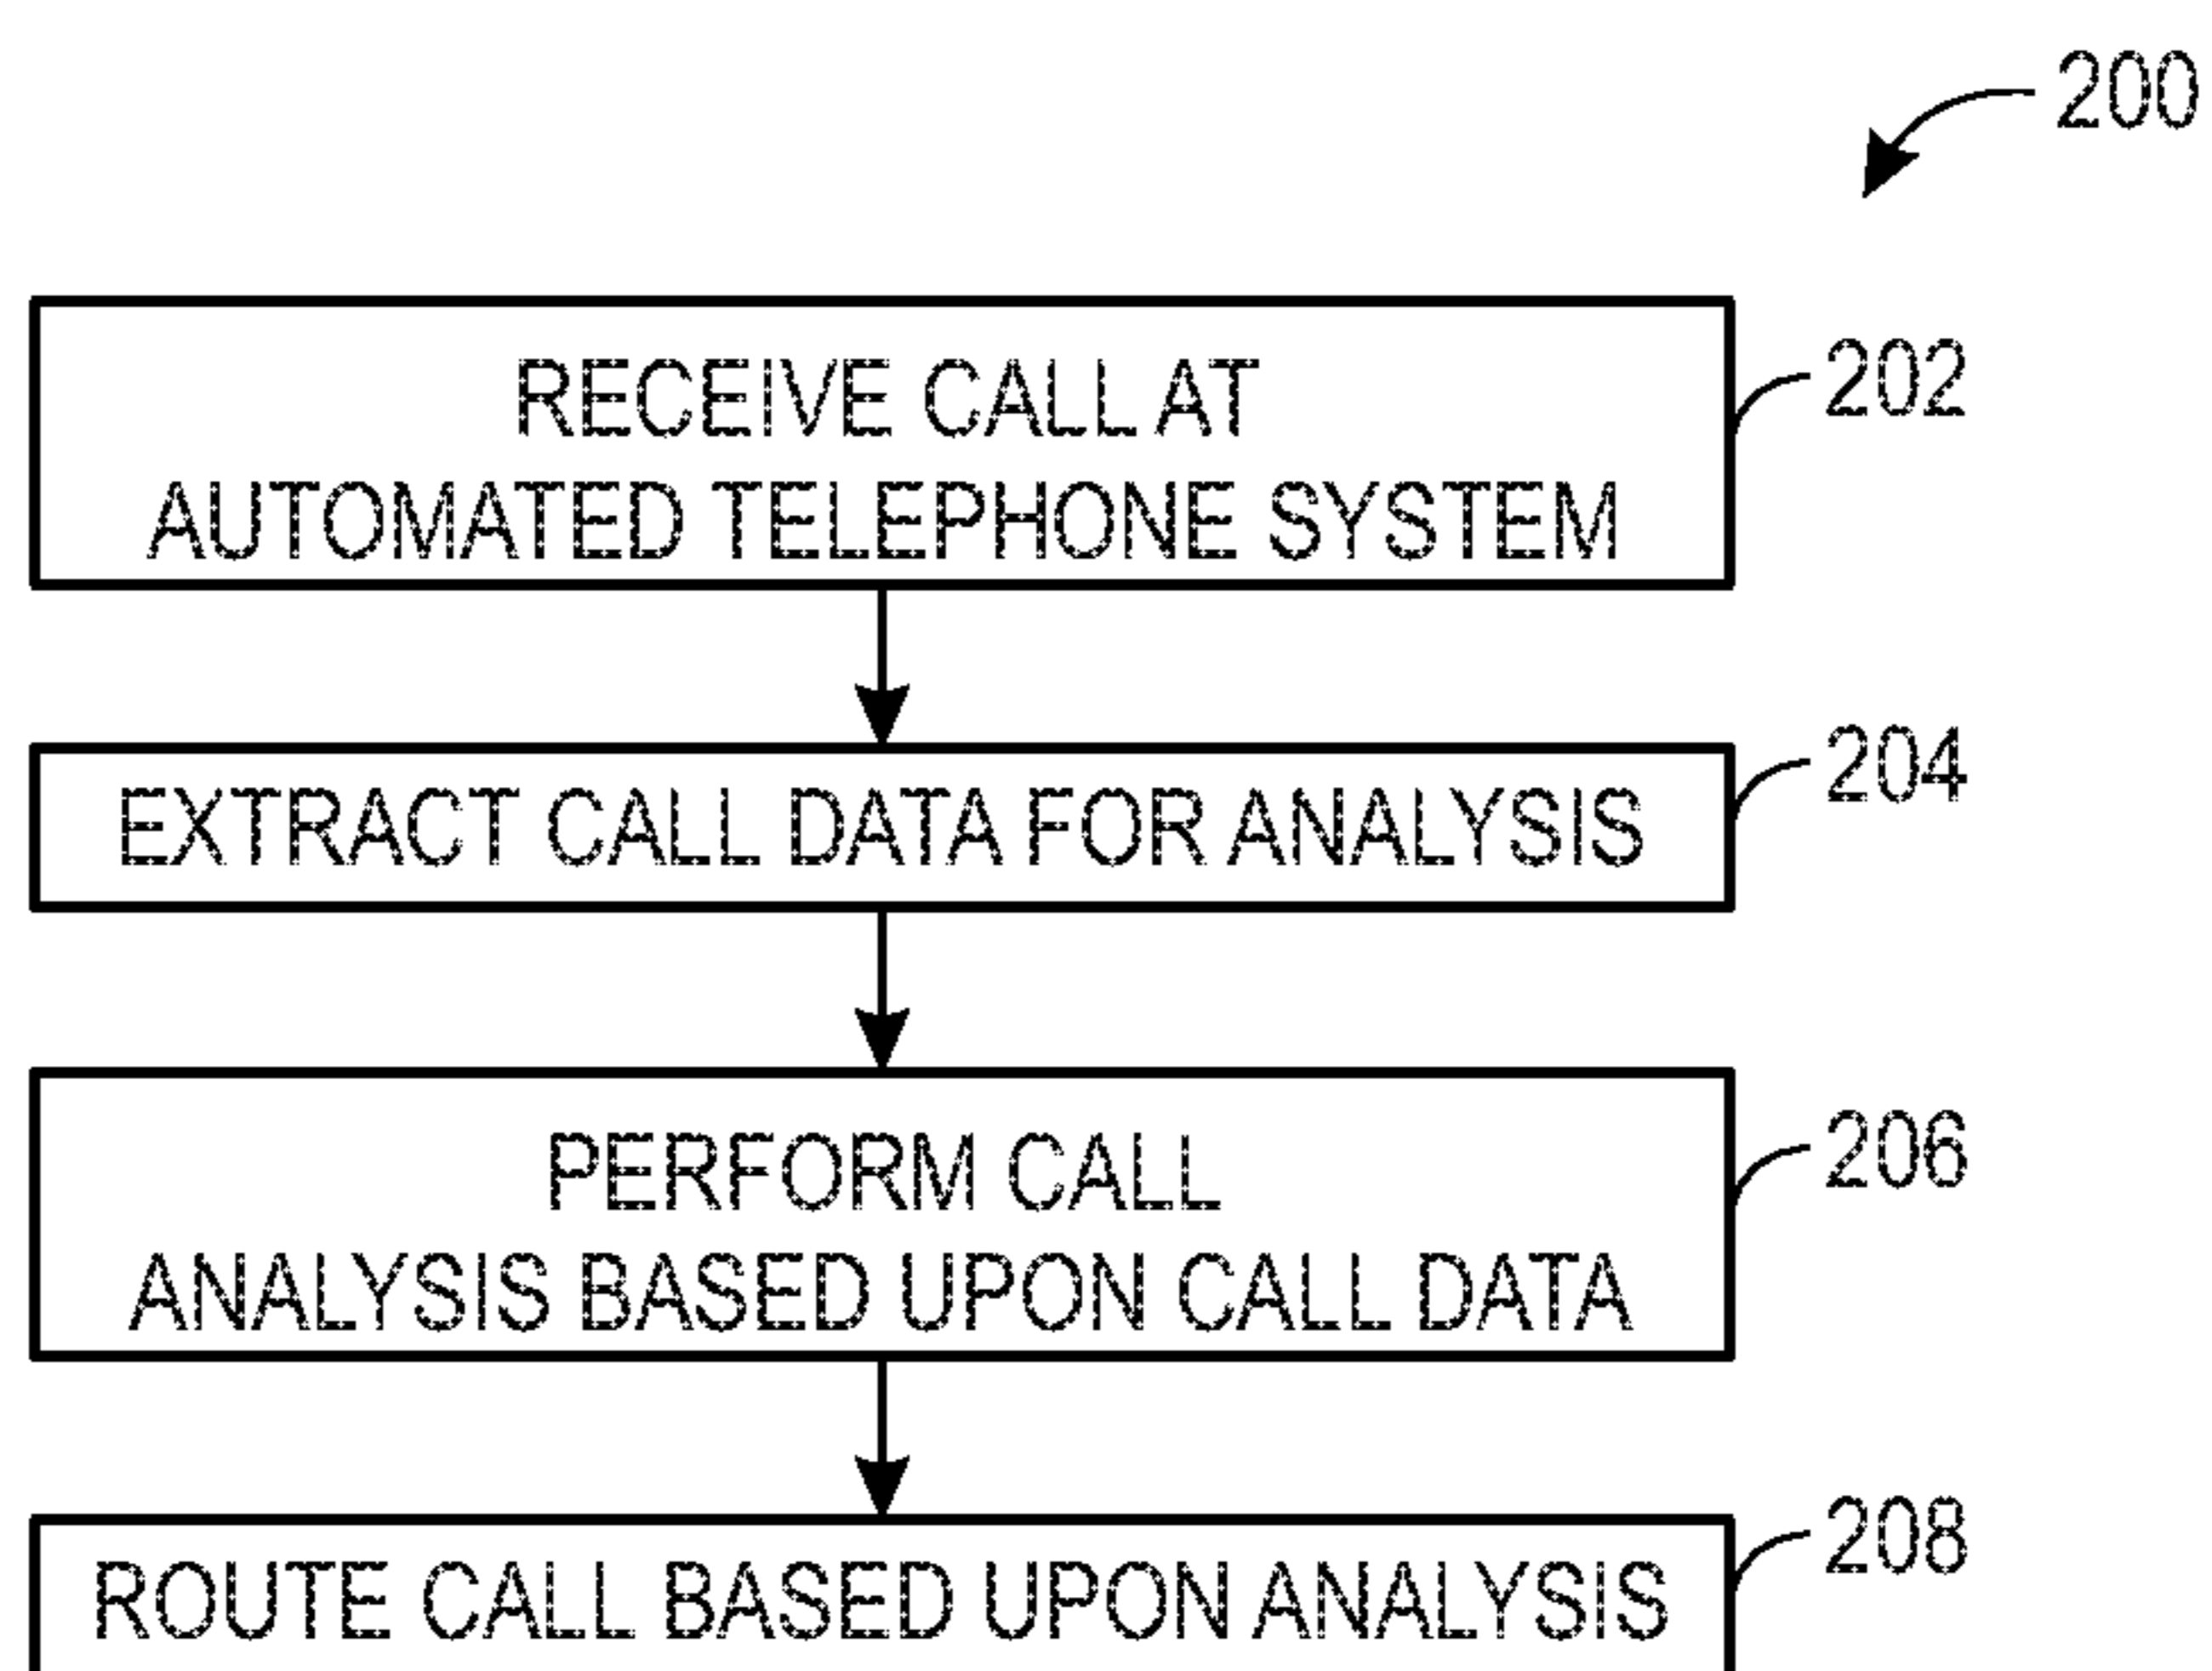 200
RECEIVE CALL AT
AUTOMATED TELEPHONE SYSTEM
202
EXTRACT CALL DATA FOR ANALYSIS
204
PERFORM CALL
ANALYSIS BASED UPON CALL DATA
206
ROUTE CALL BASED UPON ANALYSIS
208